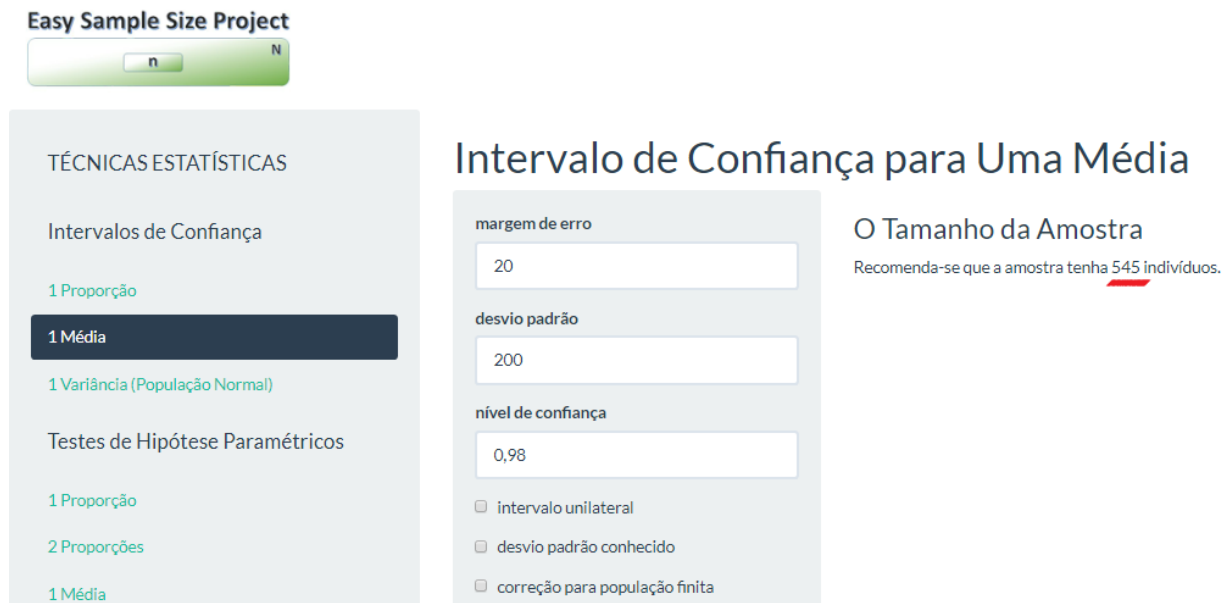 Easy Sample Size Project
n
N
TÉCNICAS ESTATÍSTICAS
Intervalos de Confiança
1 Proporção
1 Média
1 Variância (População Normal)
Testes de Hipótese Paramétricos
1 Proporção
2 Proporções
1 Média
Intervalo de Confiança para Uma Média
margem de erro
20
desvio padrão
200
nível de confiança
0,98
intervalo unilateral
desvio padrão conhecido
correção para população finita
O Tamanho da Amostra
Recomenda-se que a amostra tenha 545 indivíduos.